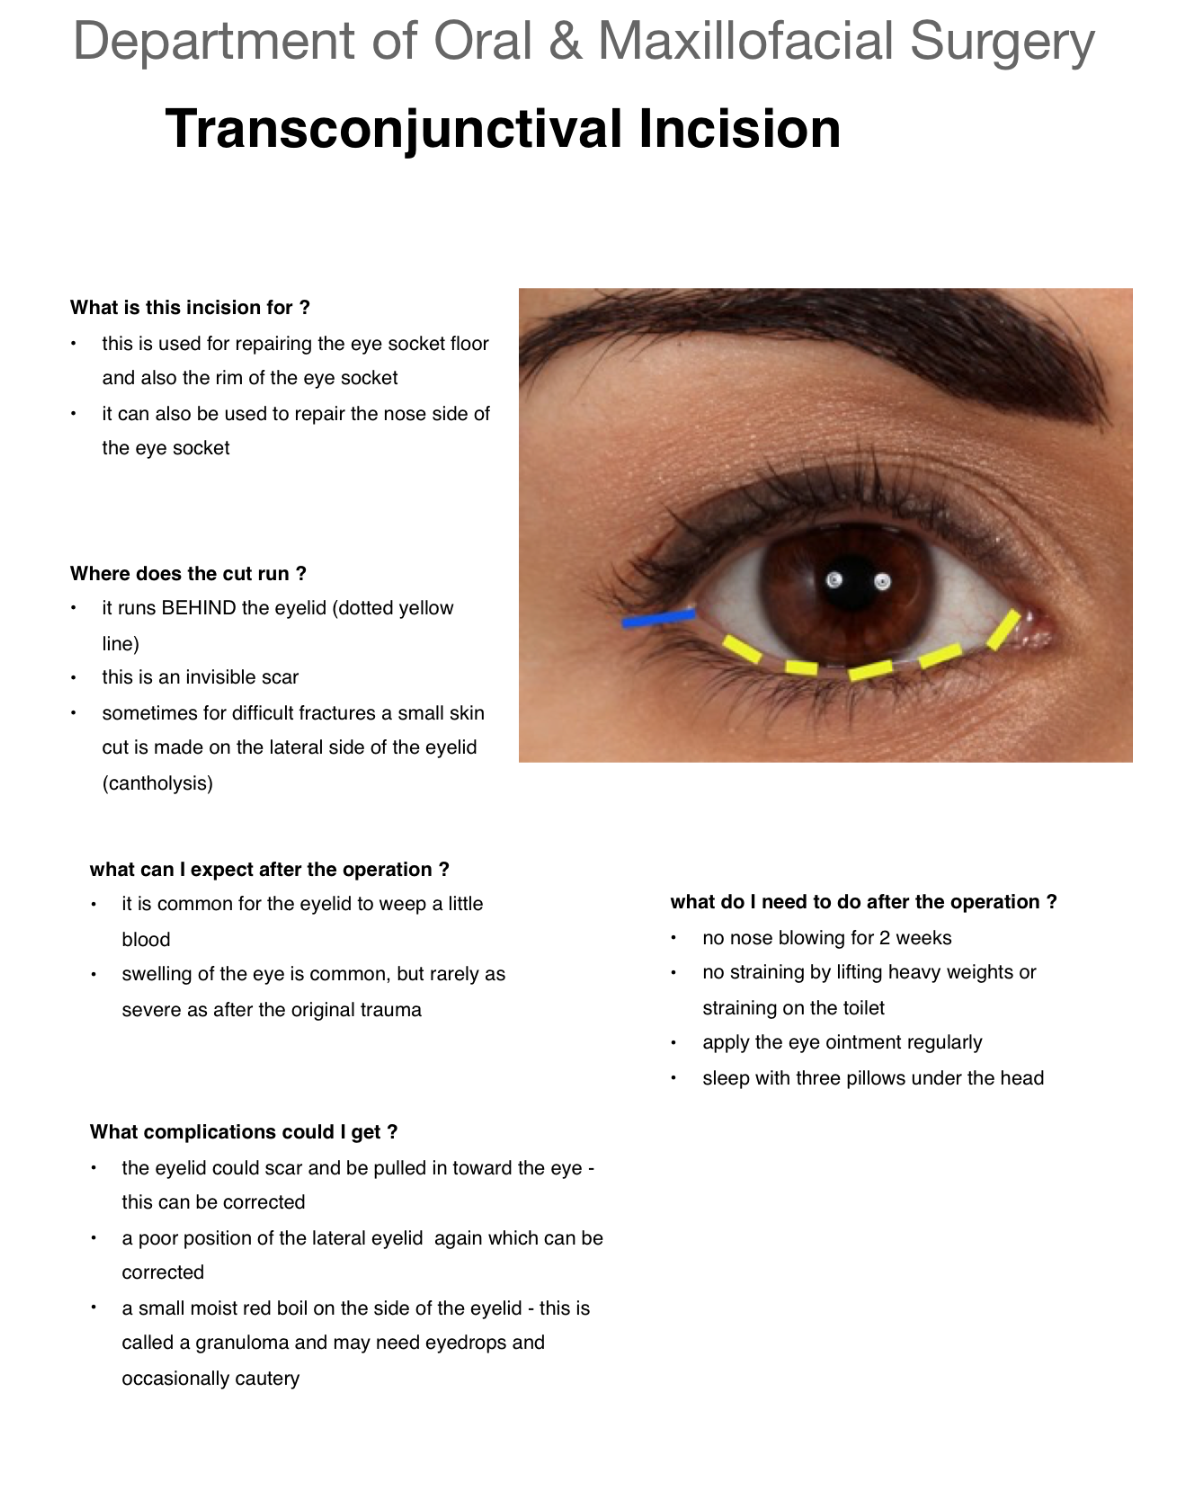 Department of Oral & Maxillofacial Surgery
Transconjunctival Incision
What is this incision for ?
• this is used for repairing the eye socket floor
and also the rim of the eye socket
• it can also be used to repair the nose side of
the eye socket
Where does the cut run ?
• it runs BEHIND the eyelid (dotted yellow
line)
• this is an invisible scar
• sometimes for difficult fractures a small skin
cut is made on the lateral side of the eyelid
(cantholysis)
what can I expect after the operation ?
• it is common for the eyelid to weep a little
blood
• swelling of the eye is common, but rarely as
severe as after the original trauma
what do I need to do after the operation ?
• no nose blowing for 2 weeks
• no straining by lifting heavy weights or
straining on the toilet
• apply the eye ointment regularly
• sleep with three pillows under the head
What complications could I get ?
• the eyelid could scar and be pulled in toward the eye -
this can be corrected
• a poor position of the lateral eyelid  again which can be
corrected
• a small moist red boil on the side of the eyelid - this is
called a granuloma and may need eyedrops and
occasionally cautery